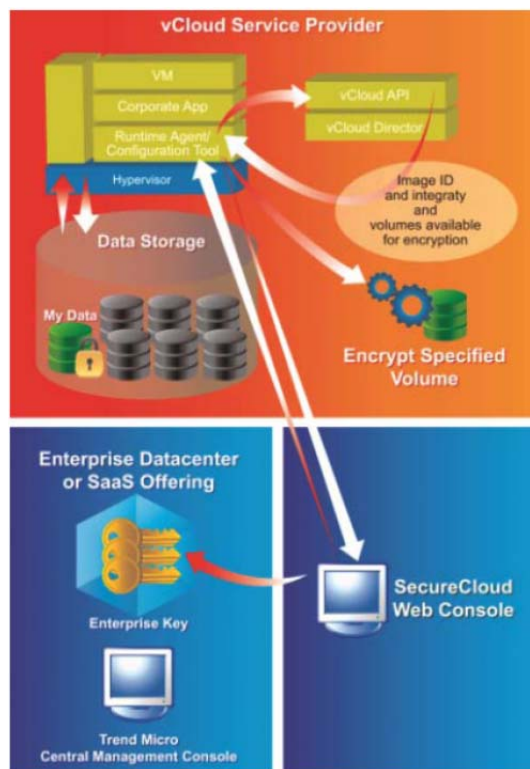 vCloud Service Provider
VM
Corporate App
Runtime Agent/
Configuration Tool
Hypervisor
vCloud API
vCloud Director
Image ID
and integraty
and
volumes available
for encryption
Data Storage
My Data
Encrypt Specified
Volume
Enterprise Datacenter
or SaaS Offering
Enterprise Key
Trend Micro
Central Management Console
SecureCloud
Web Console